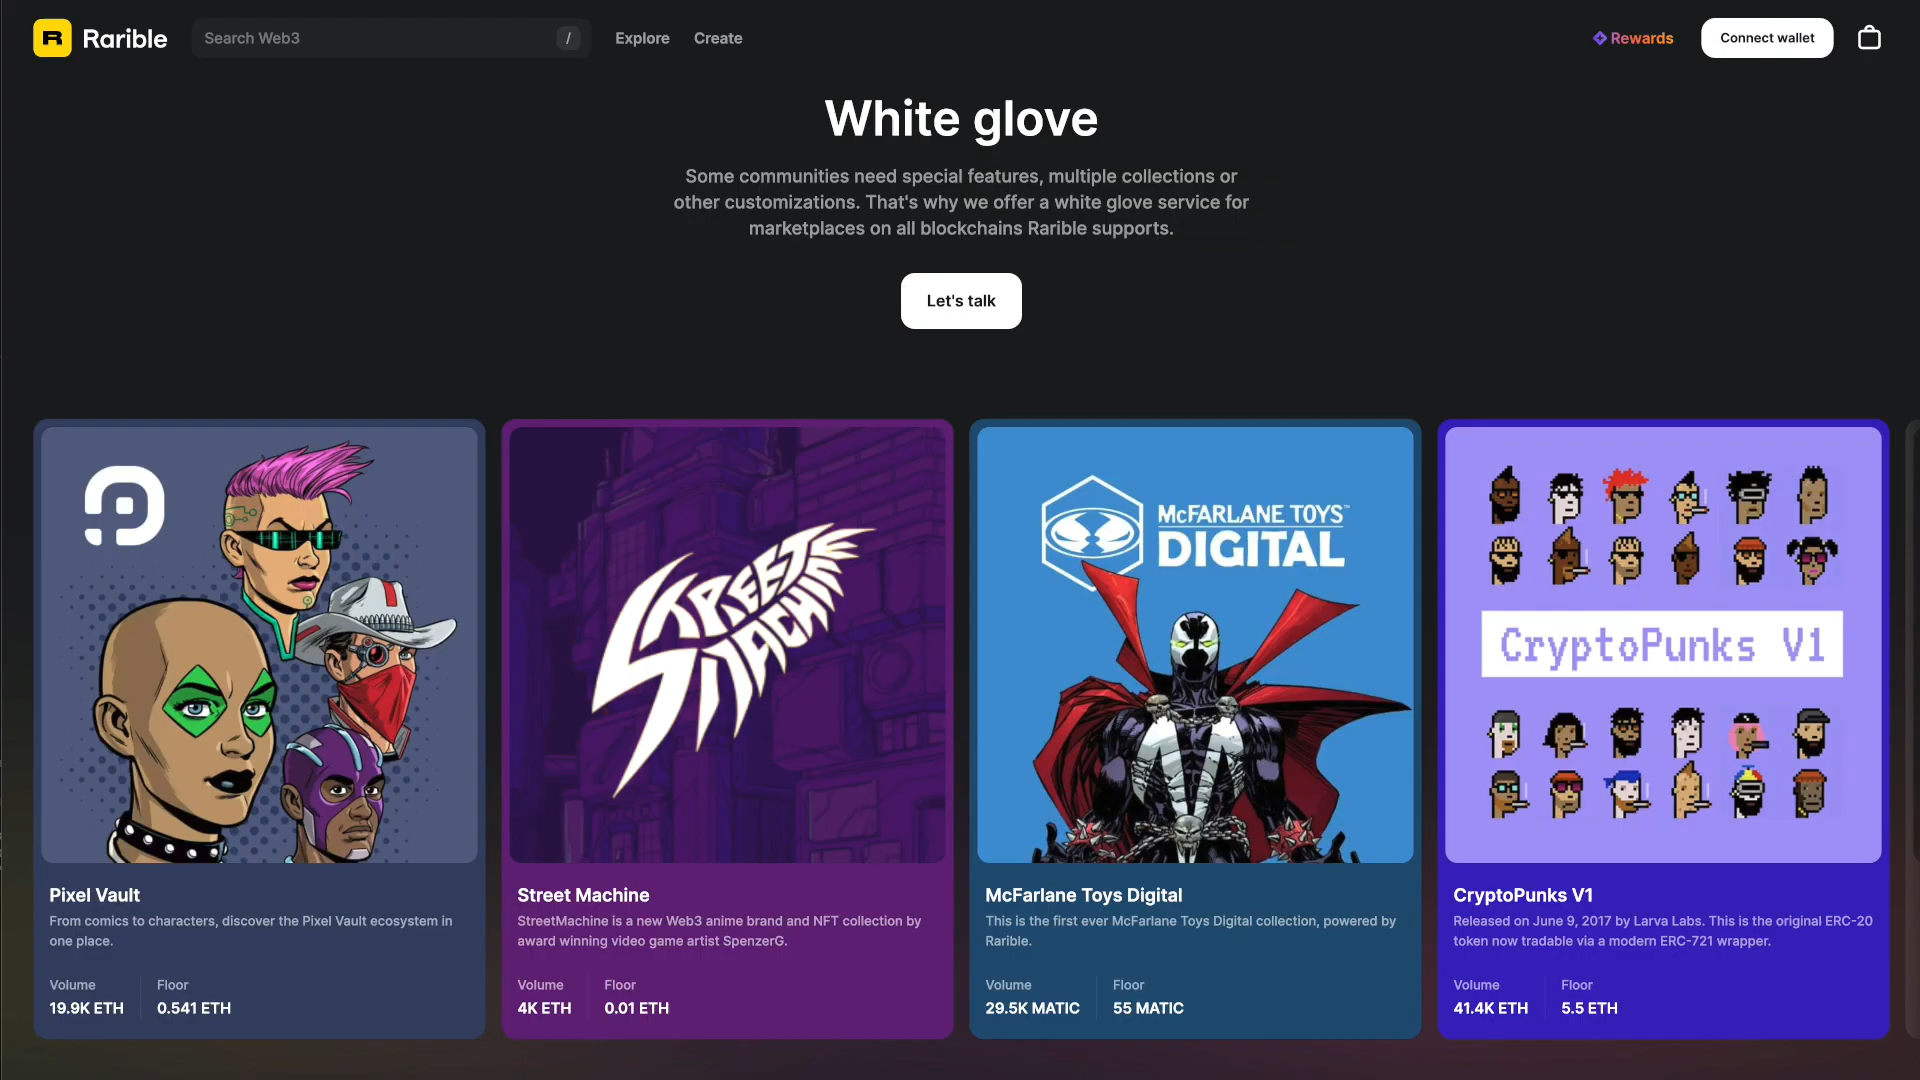 R Rarible
Search Web3 /
Explore
Create
Rewards
Connect wallet
White glove
Some communities need special features, multiple collections or
other customizations. That's why we offer a white glove service for
marketplaces on all blockchains Rarible supports.
Let's talk
STREET
MACHINE
McFARLANE TOYS™
DIGITAL
CryptoPunks V1
Pixel Vault
From comics to characters, discover the Pixel Vault ecosystem in
one place.
Volume
19.9K ETH
Floor
0.541 ETH
Street Machine
StreetMachine is a new Web3 anime brand and NFT collection by
award winning video game artist SpenzerG.
Volume
4K ETH
Floor
0.01 ETH
McFarlane Toys Digital
This is the first ever McFarlane Toys Digital collection, powered by
Rarible.
Volume
29.5K MATIC
Floor
55 MATIC
CryptoPunks V1
Released on June 9, 2017 by Larva Labs. This is the original ERC-20
token now tradable via a modern ERC-721 wrapper.
Volume
41.4K ETH
Floor
5.5 ETH